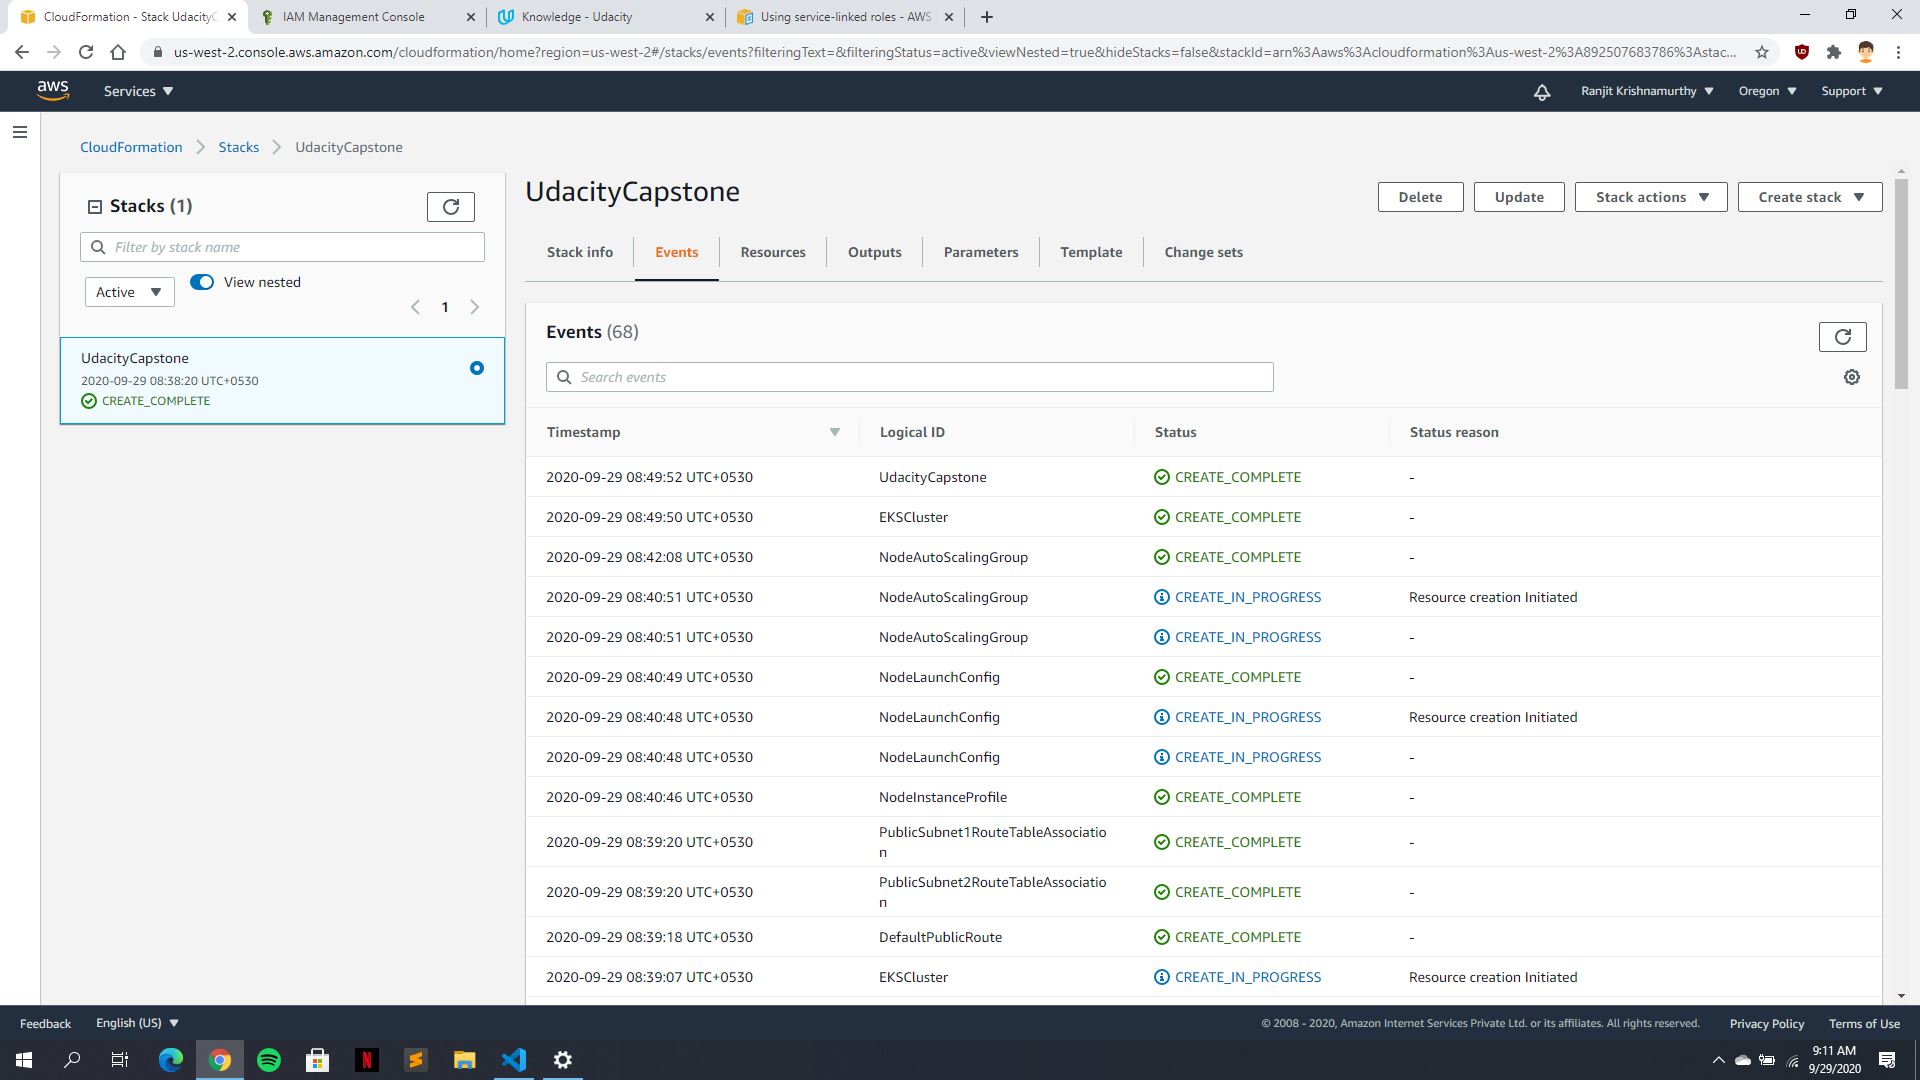 CloudFormation - Stack UdacityC
IAM Management Console
Knowledge - Udacity
Using service-linked roles - AWS
us-west-2.console.aws.amazon.com/cloudformation/home?region=us-west-2#/stacks/events?filteringText=&filteringStatus=active&viewNested=true&hideStacks=false&stackId=arn%3Aaws%3Acloudformation%3Aus-west-2%3A892507683786%3Astac...
aws
Services
Ranjit Krishnamurthy
Oregon
Support
CloudFormation
Stacks
UdacityCapstone
Stacks (1)
Filter by stack name
Active
View nested
1
UdacityCapstone
2020-09-29 08:38:20 UTC+0530
CREATE_COMPLETE
UdacityCapstone
Delete
Update
Stack actions
Create stack
Stack info
Events
Resources
Outputs
Parameters
Template
Change sets
Events (68)
Search events
Timestamp Logical ID Status Status reason
2020-09-29 08:49:52 UTC+0530 UdacityCapstone CREATE_COMPLETE -
2020-09-29 08:49:50 UTC+0530 EKSCluster CREATE_COMPLETE -
2020-09-29 08:42:08 UTC+0530 NodeAutoScalingGroup CREATE_COMPLETE -
2020-09-29 08:40:51 UTC+0530 NodeAutoScalingGroup CREATE_IN_PROGRESS Resource creation Initiated
2020-09-29 08:40:51 UTC+0530 NodeAutoScalingGroup CREATE_IN_PROGRESS -
2020-09-29 08:40:49 UTC+0530 NodeLaunchConfig CREATE_COMPLETE -
2020-09-29 08:40:48 UTC+0530 NodeLaunchConfig CREATE_IN_PROGRESS Resource creation Initiated
2020-09-29 08:40:48 UTC+0530 NodeLaunchConfig CREATE_IN_PROGRESS -
2020-09-29 08:40:46 UTC+0530 NodeInstanceProfile CREATE_COMPLETE -
2020-09-29 08:39:20 UTC+0530 PublicSubnet1RouteTableAssociatio CREATE_COMPLETE -
n
2020-09-29 08:39:20 UTC+0530 PublicSubnet2RouteTableAssociatio CREATE_COMPLETE -
n
2020-09-29 08:39:18 UTC+0530 DefaultPublicRoute CREATE_COMPLETE -
2020-09-29 08:39:07 UTC+0530 EKSCluster CREATE_IN_PROGRESS Resource creation Initiated
Feedback
English (US)
© 2008 - 2020, Amazon Internet Services Private Ltd. or its affiliates. All rights reserved.
Privacy Policy
Terms of Use
9:11 AM
9/29/2020